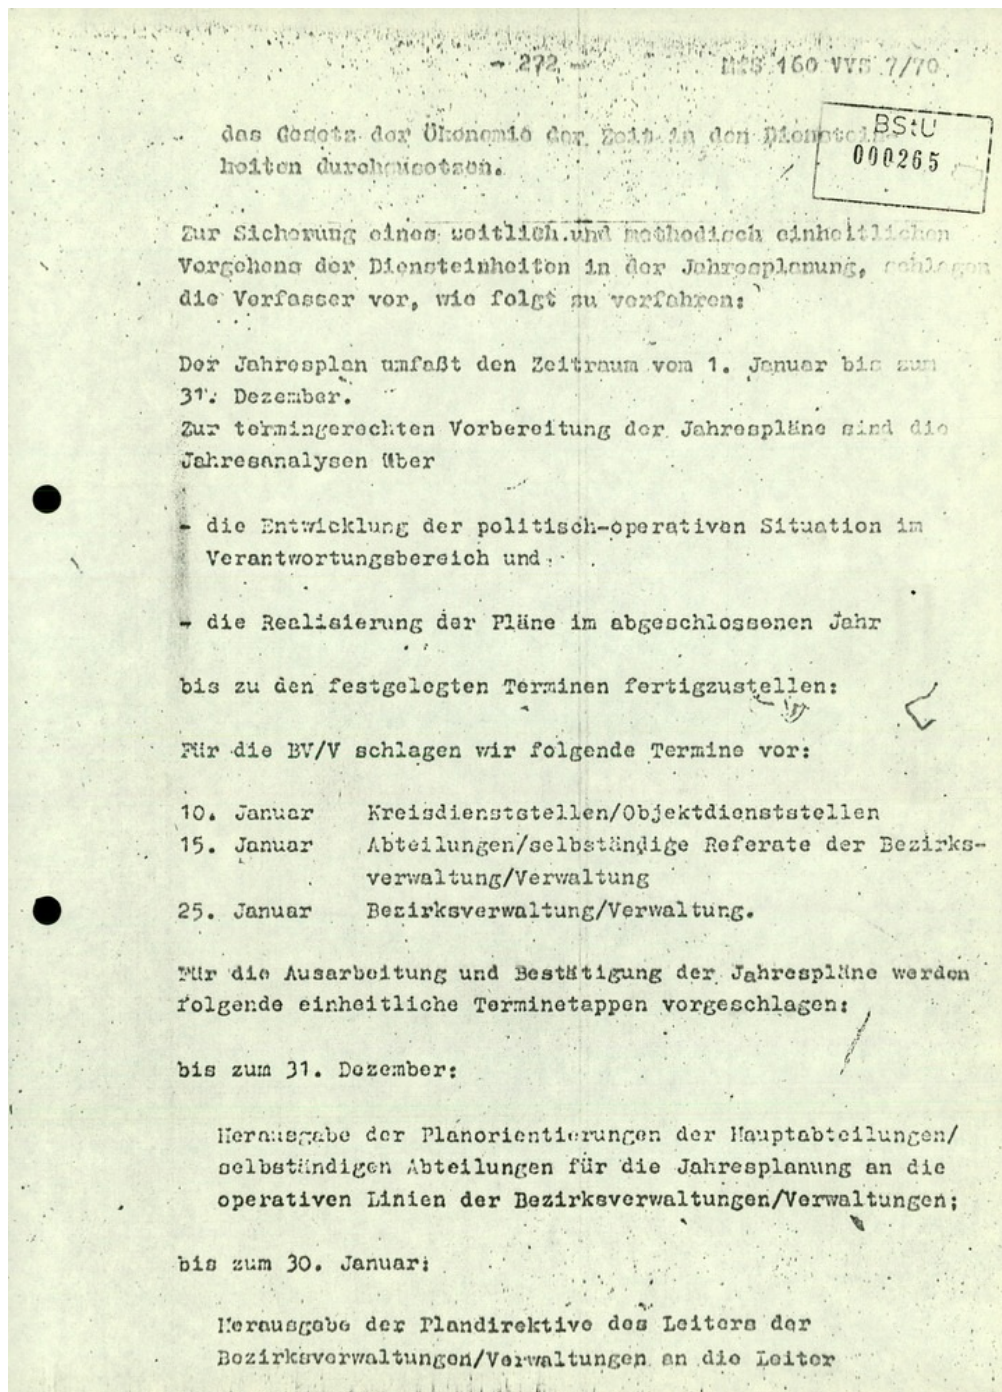 - 272 -
MfS 160 VVS 7/70
BStU
000265
das Gesetz der Ökonomie der Zeit in den Dienstein-
heiten durchzusetzen.
Zur Sicherung eines zeitlich und methodisch einheitlichen
Vorgehens der Diensteinheiten in der Jahresplanung, schlagen
die Verfasser vor, wie folgt zu verfahren:
Der Jahresplan umfaßt den Zeitraum vom 1. Januar bis zum
31. Dezember.
Zur termingerechten Vorbereitung der Jahrespläne sind die
Jahresanalysen über
- die Entwicklung der politisch-operativen Situation im
Verantwortungsbereich und
- die Realisierung der Pläne im abgeschlossenen Jahr
bis zu den festgelegten Terminen fertigzustellen:
Für die BV/V schlagen wir folgende Termine vor:
10. Januar Kreisdienststellen/Objektdienststellen
15. Januar Abteilungen/selbständige Referate der Bezirks-
verwaltung/Verwaltung
25. Januar Bezirksverwaltung/Verwaltung.
Für die Ausarbeitung und Bestätigung der Jahrespläne werden
folgende einheitliche Terminetappen vorgeschlagen:
bis zum 31. Dezember:
Herausgabe der Planorientierungen der Hauptabteilungen/
selbständigen Abteilungen für die Jahresplanung an die
operativen Linien der Bezirksverwaltungen/Verwaltungen;
bis zum 30. Januar:
Herausgabe der Plandirektive des Leiters der
Bezirksverwaltungen/Verwaltungen an die Leiter